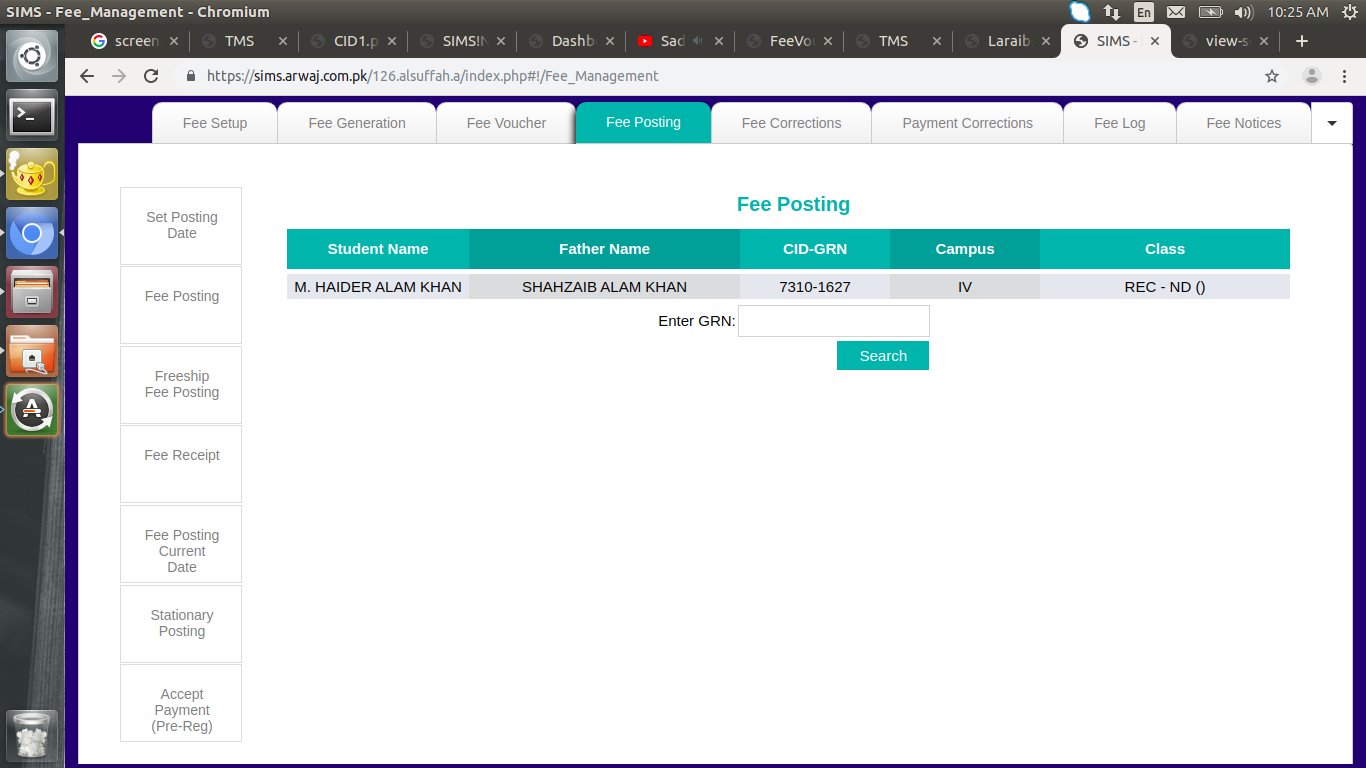 SIMS - Fee_Management - Chromium
En
10:25 AM
screen
TMS
CID1.p
SIMS!N
Dashb
Sad
FeeVo
TMS
Laraib
SIMS -
view-s
https://sims.arwaj.com.pk/126.alsuffah.a/index.php#!/Fee_Management
Fee Setup
Fee Generation
Fee Voucher
Fee Posting
Fee Corrections
Payment Corrections
Fee Log
Fee Notices
Set Posting
Date
Fee Posting
Freeship
Fee Posting
Fee Receipt
Fee Posting
Current
Date
Stationary
Posting
Accept
Payment
(Pre-Reg)
Fee Posting
Student Name Father Name CID-GRN Campus Class
M. HAIDER ALAM KHAN SHAHZAIB ALAM KHAN 7310-1627 IV REC - ND ()
Enter GRN:
Search